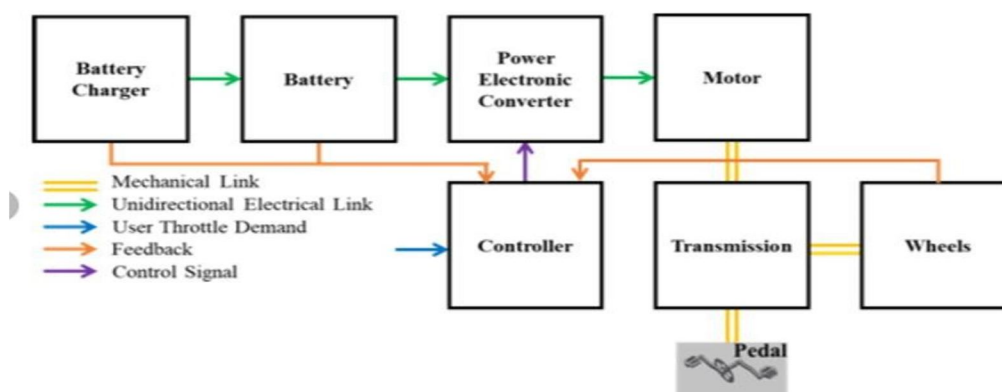 Battery
Charger
Battery
Power
Electronic
Converter
Motor
Mechanical Link
Unidirectional Electrical Link
User Throttle Demand
Feedback
Control Signal
Controller
Transmission
Wheels
Pedal